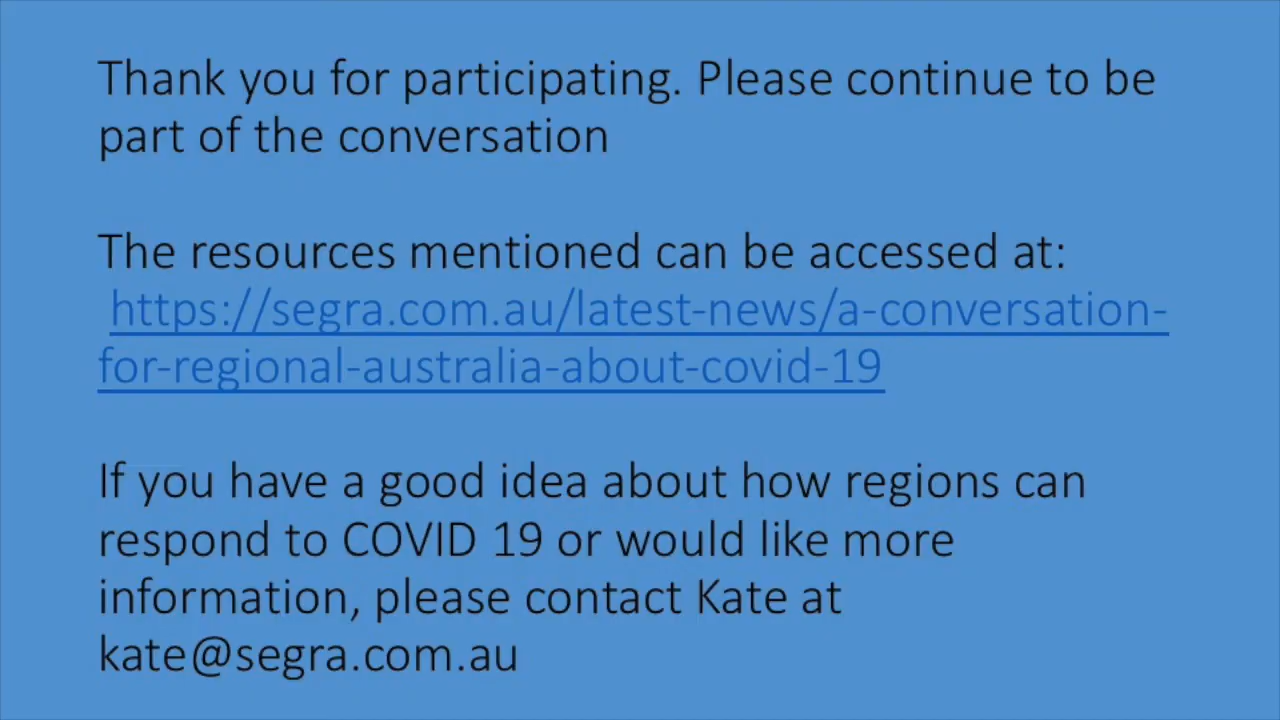 Thank you for participating. Please continue to be
part of the conversation
The resources mentioned can be accessed at:
https://segra.com.au/latest-news/a-conversation-
for-regional-australia-about-covid-19
If you have a good idea about how regions can
respond to COVID 19 or would like more
information, please contact Kate at
kate@segra.com.au